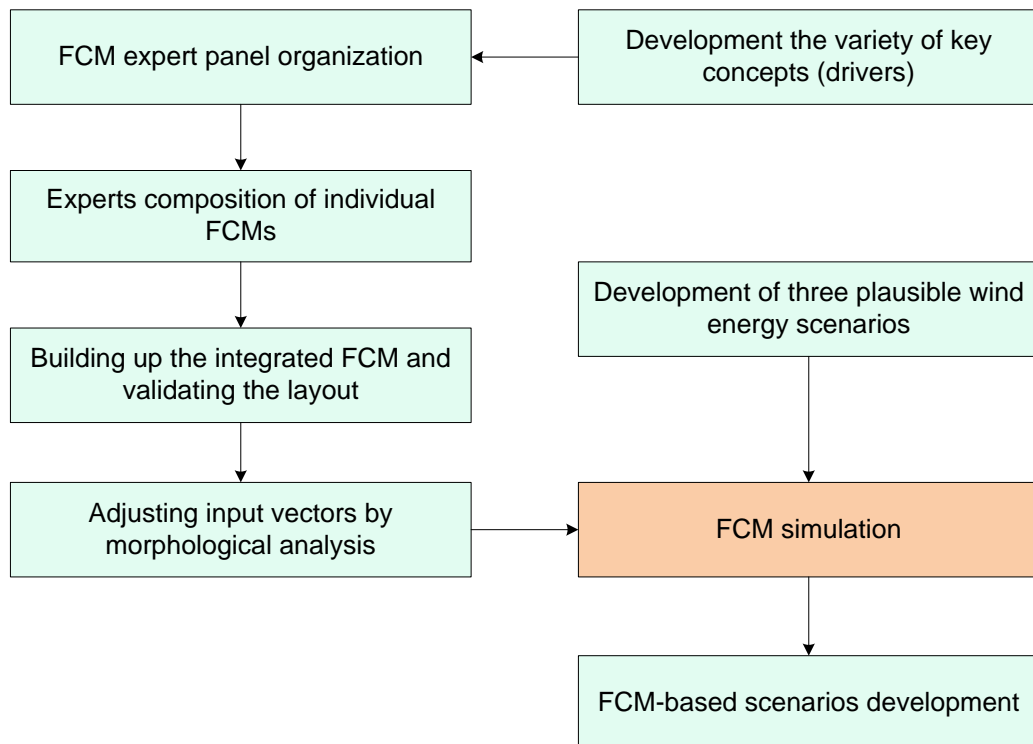 FCM expert panel organization
Development the variety of key
concepts (drivers)
Experts composition of individual
FCMs
Development of three plausible wind
energy scenarios
Building up the integrated FCM and
validating the layout
Adjusting input vectors by
morphological analysis
FCM simulation
FCM-based scenarios development